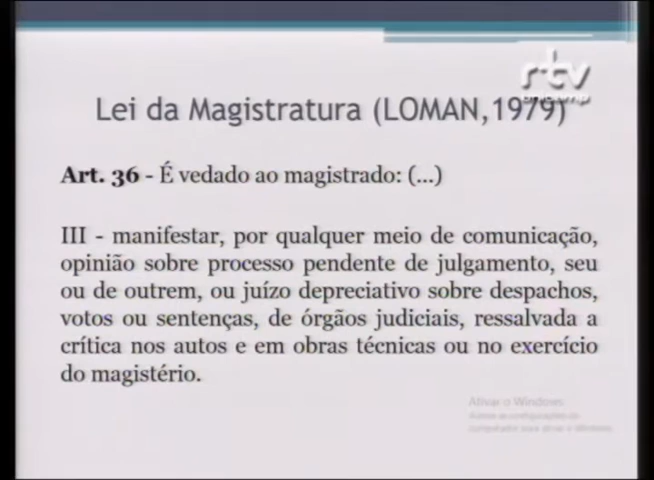 rtv
Lei da Magistratura (LOMAN,1979)
Art. 36 - É vedado ao magistrado: (...)
III - manifestar, por qualquer meio de comunicação,
opinião sobre processo pendente de julgamento, seu
ou de outrem, ou juízo depreciativo sobre despachos,
votos ou sentenças, de órgãos judiciais, ressalvada a
crítica nos autos e em obras técnicas ou no exercício
do magistério.
Ativar o Windows